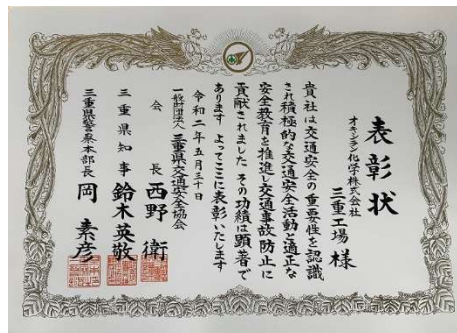 表彰状
オキシラン化学株式会社
三重工場 様
貴社は交通安全の重要性を認識
され積極的な交通安全活動と適正な
安全教育を推進し交通事故防止に
貢献されました その功績は顕著で
あります よってここに表彰いたします
令和二年五月三十日
一般財団法人 三重県交通安全協会
会長 西野 衛
三重県知事 鈴木英敬
三重県警察本部長 岡 素彦